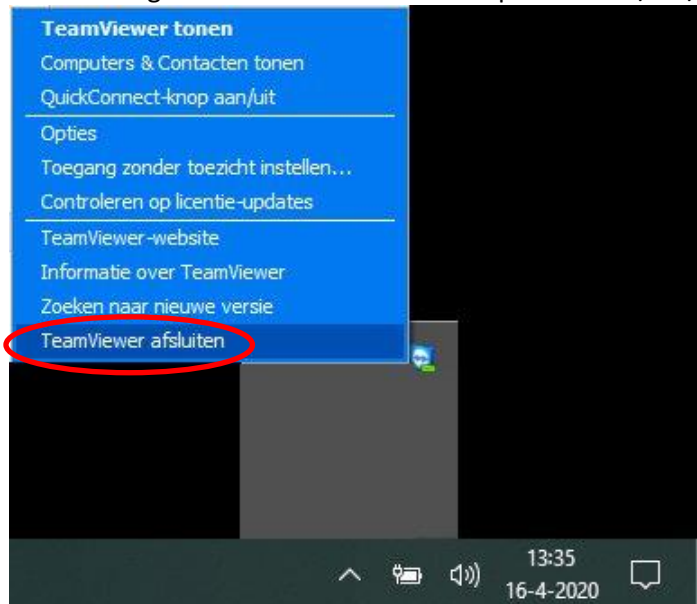 TeamViewer tonen
Computers & Contacten tonen
QuickConnect-knop aan/uit
Opties
Toegang zonder toezicht instellen...
Controleren op licentie-updates
TeamViewer-website
Informatie over TeamViewer
Zoeken naar nieuwe versie
TeamViewer afsluiten
13:35
16-4-2020